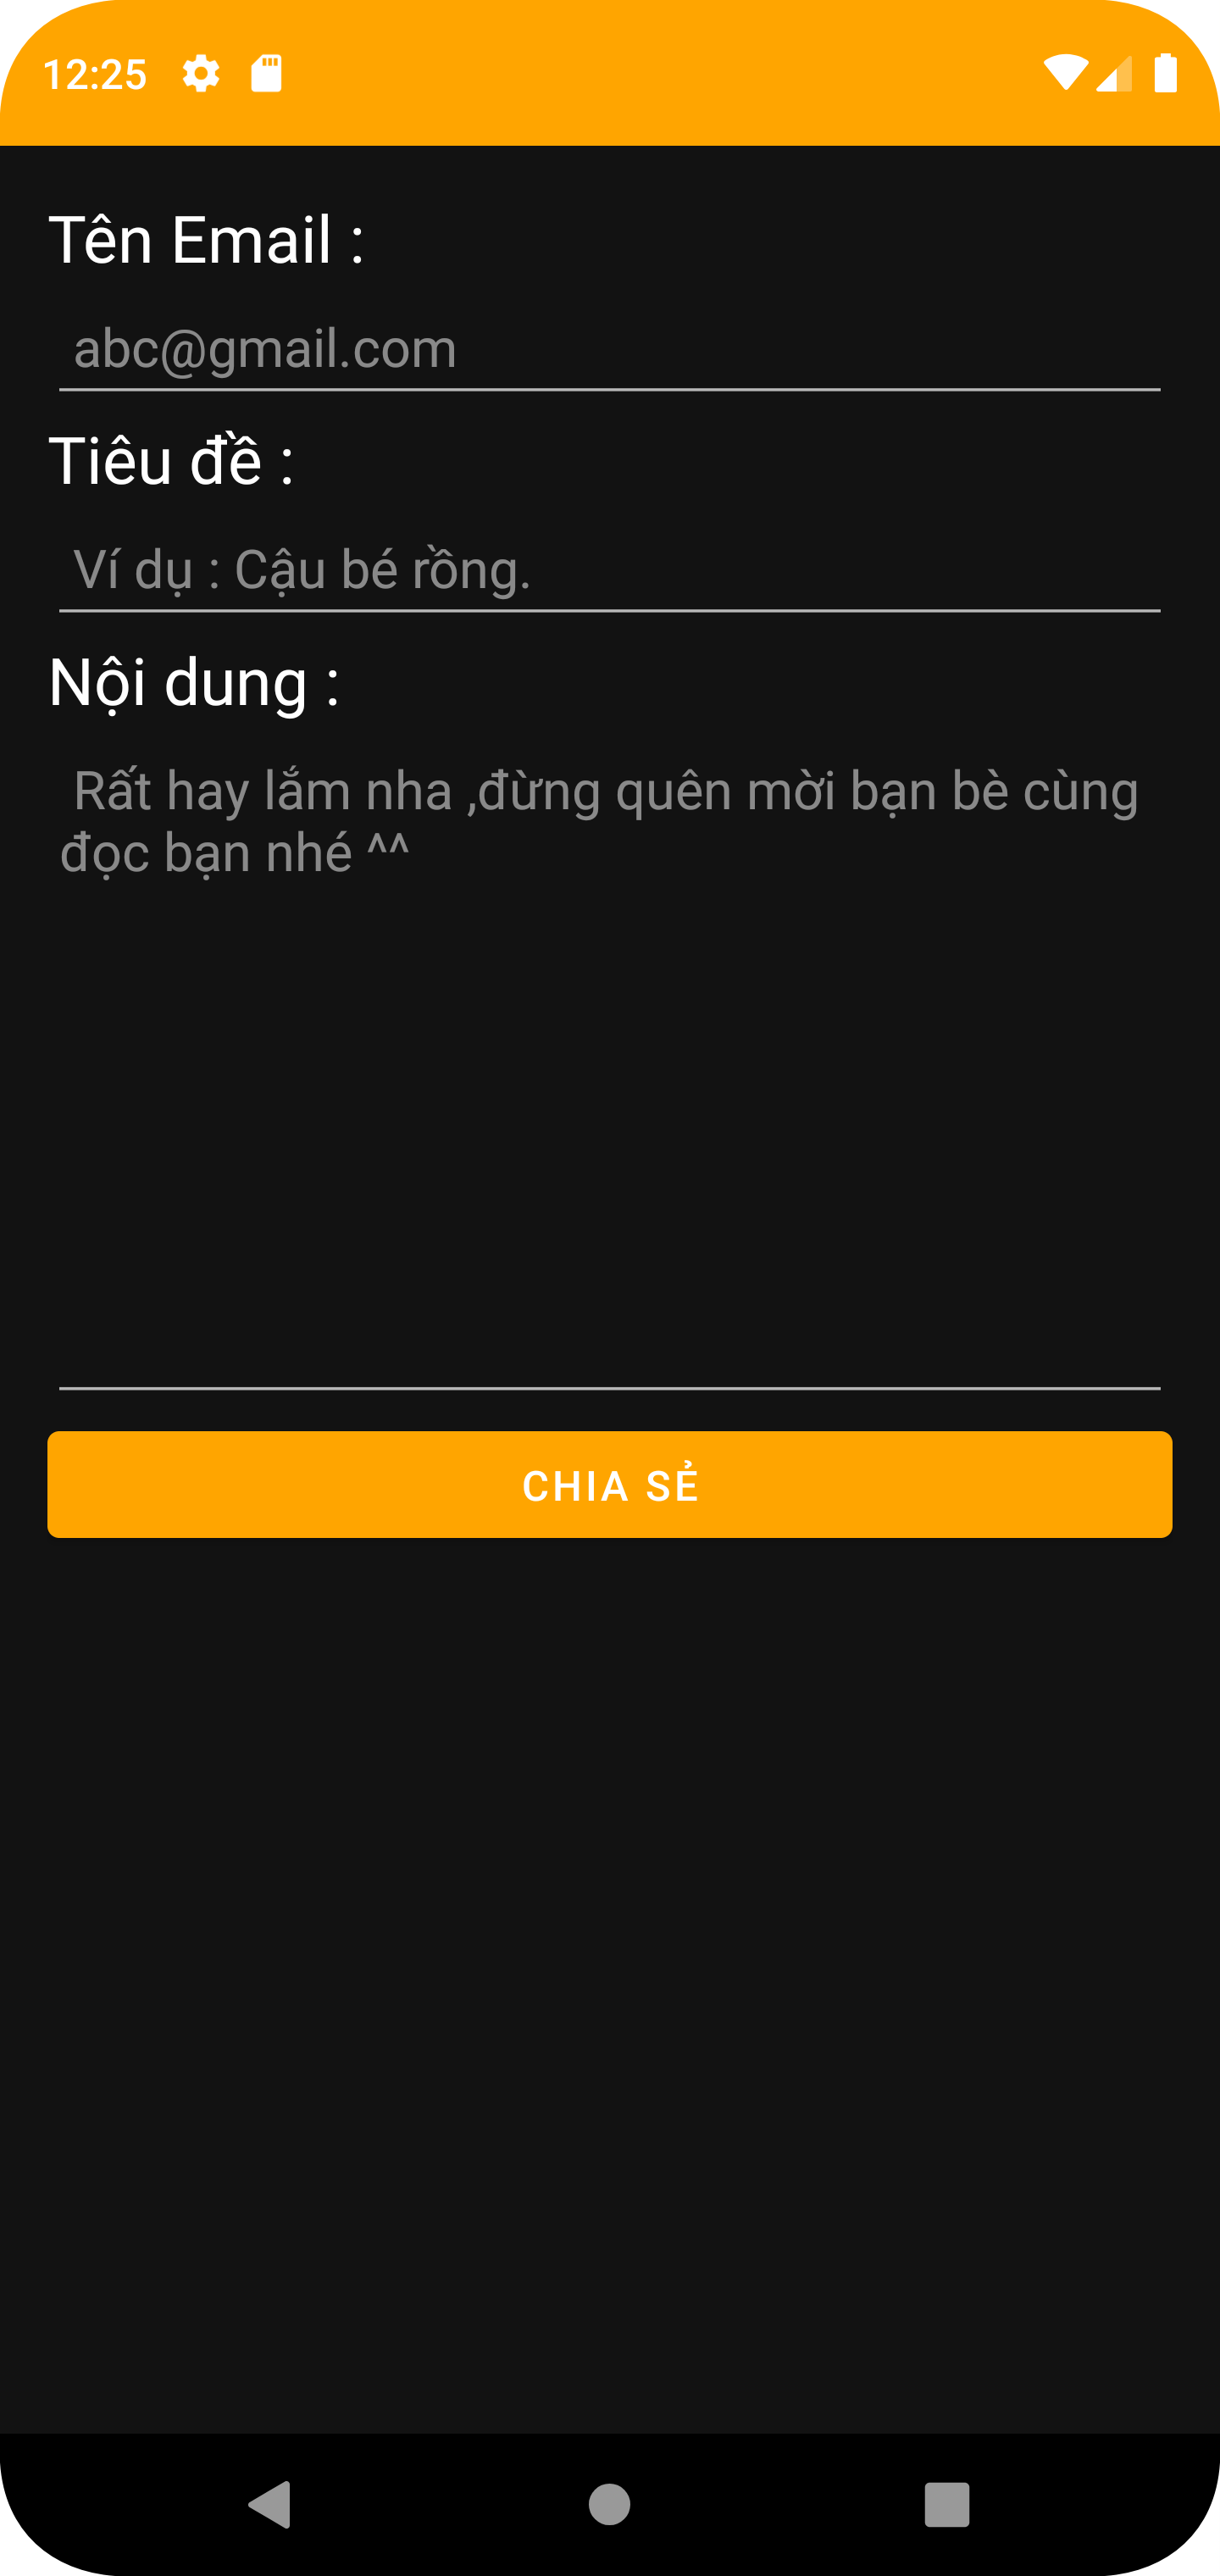 12:25
Tên Email :
abc@gmail.com
Tiêu đề :
Ví dụ : Cậu bé rồng.
Nội dung :
Rất hay lắm nha ,đừng quên mời bạn bè cùng
đọc bạn nhé ^^
CHIA SẺ